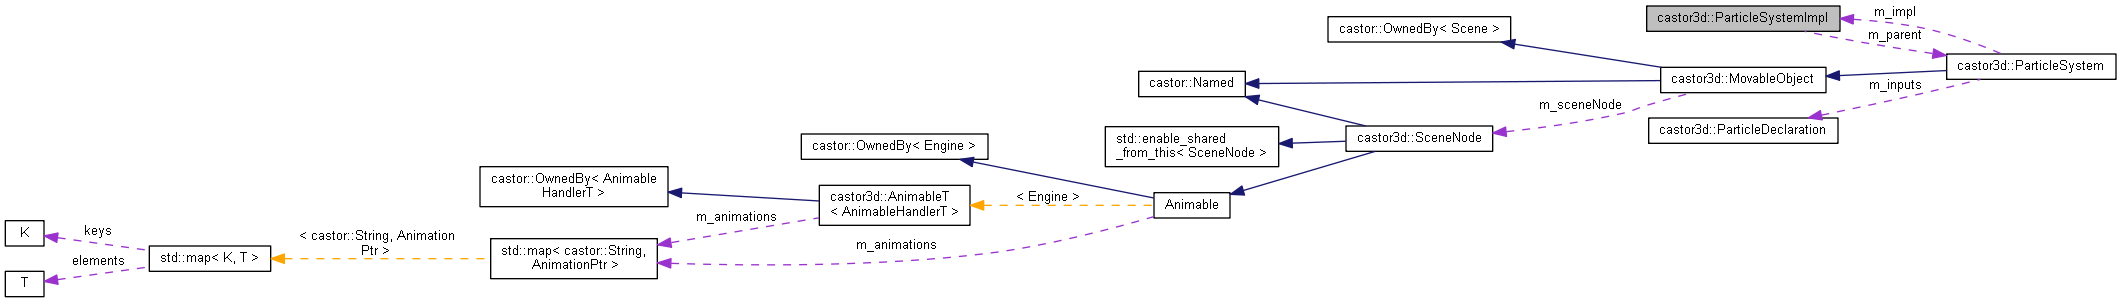 castor3d::ParticleSystemImpl
m_impl
castor::OwnedBy< Scene >
m_parent
castor3d::ParticleSystem
castor3d::MovableObject
castor::Named
m_inputs
m_sceneNode
castor3d::ParticleDeclaration
std::enable_shared
_from_this< SceneNode >
castor3d::SceneNode
castor::OwnedBy< Engine >
castor::OwnedBy< Animable
HandlerT >
castor3d::AnimableT
< AnimableHandlerT >
< Engine >
Animable
m_animations
K
keys
< castor::String, Animation
Ptr >
m_animations
std::map< castor::String,
AnimationPtr >
std::map< K, T >
elements
T